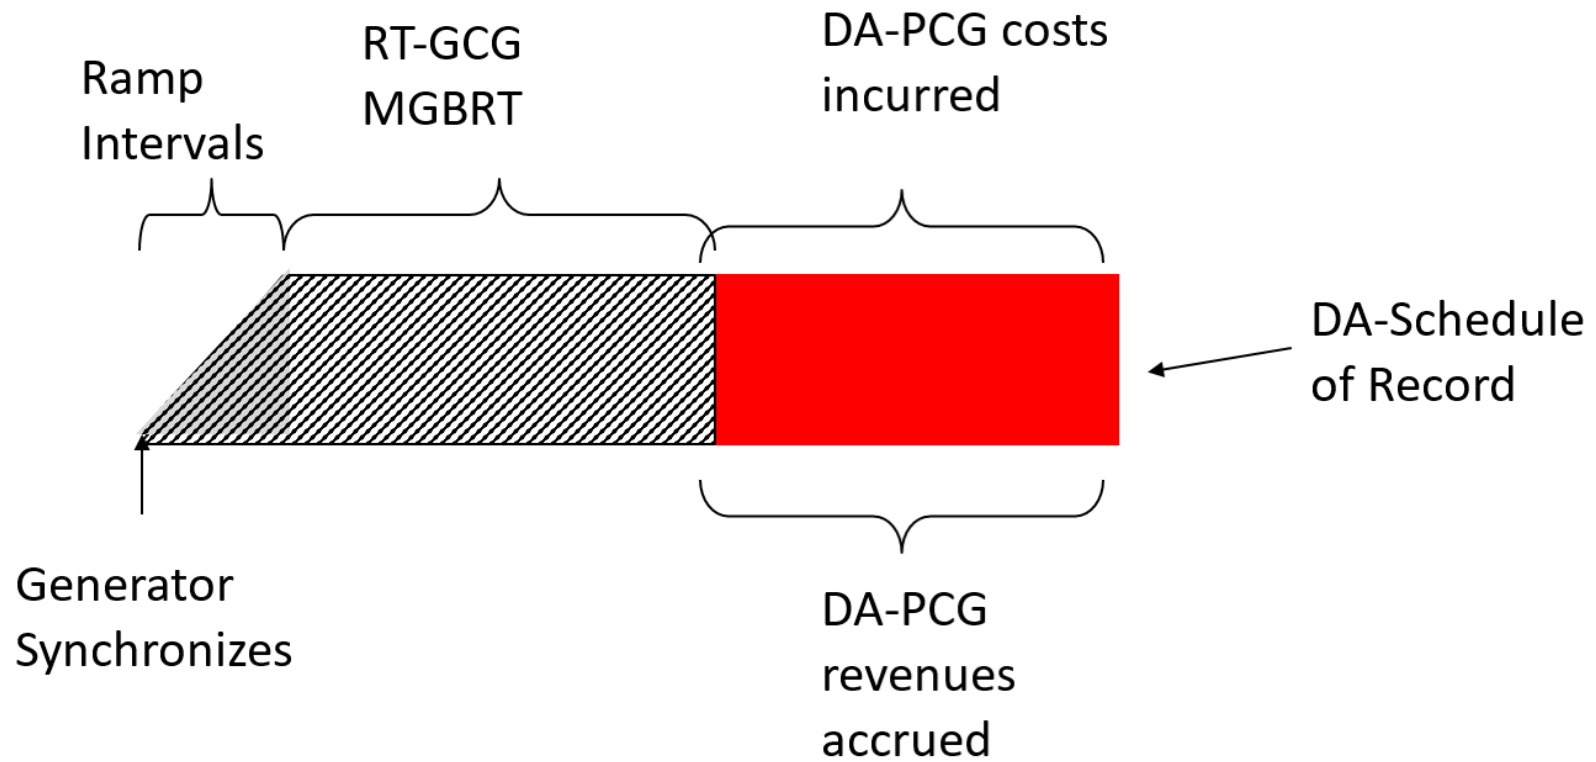 Ramp
Intervals
RT-GCG
MGBRT
DA-PCG costs
incurred
DA-Schedule
of Record
Generator
Synchronizes
DA-PCG
revenues
accrued